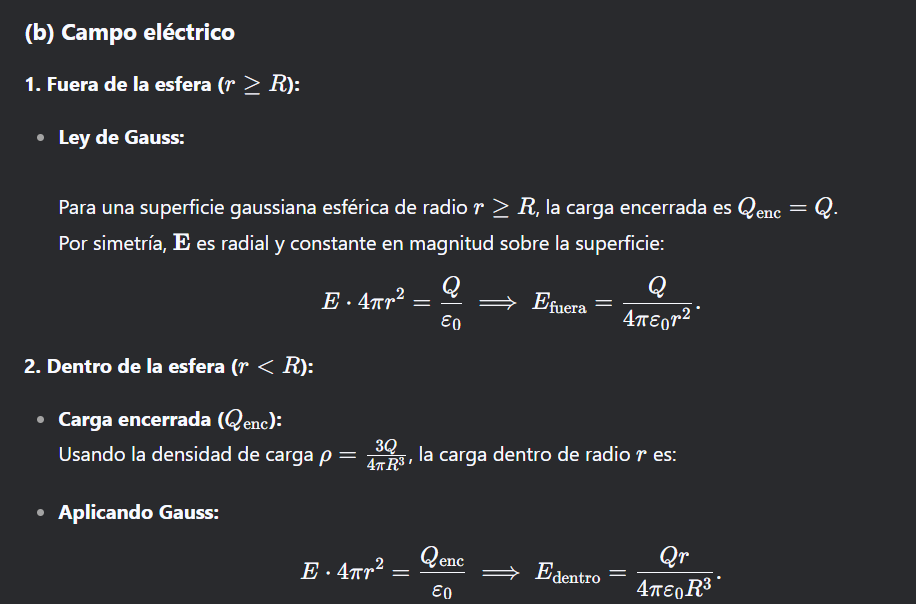 (b) Campo eléctrico
1. Fuera de la esfera (r ≥ R):
• Ley de Gauss:
Para una superficie gaussiana esférica de radio r ≥ R, la carga encerrada es Q_enc = Q.
Por simetría, E es radial y constante en magnitud sobre la superficie:
E · 4πr² = Q/ε₀ ⟹ E_fuera = Q/(4πε₀r²).
2. Dentro de la esfera (r < R):
• Carga encerrada (Q_enc):
Usando la densidad de carga ρ = 3Q/(4πR³), la carga dentro de radio r es:
• Aplicando Gauss:
E · 4πr² = Q_enc/ε₀ ⟹ E_dentro = Qr/(4πε₀R³).